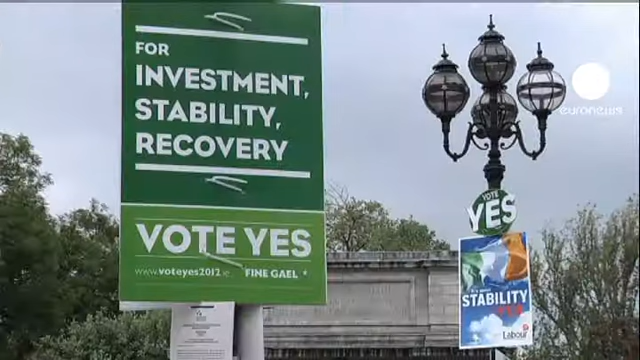 FOR
INVESTMENT,
STABILITY,
RECOVERY
VOTE YES
www.voteyes2012.ie FINE GAEL
euronews
VOTE
YES
STABILITY
YES
Labour